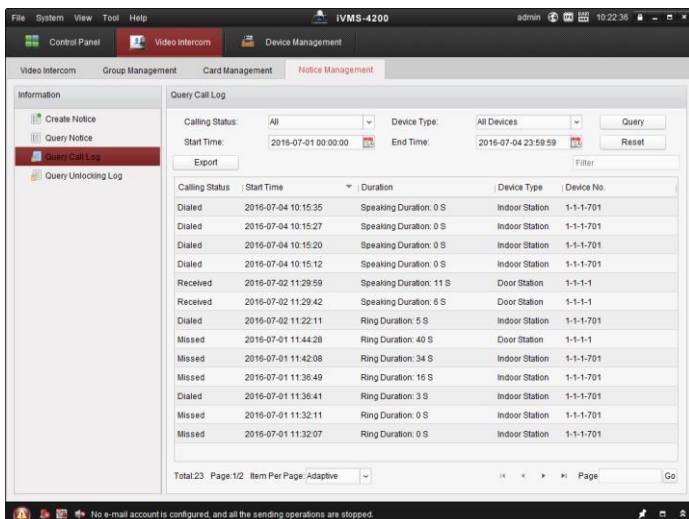 File System View Tool Help iVMS-4200 admin 10:22:36
Control Panel Video Intercom Device Management
Video Intercom Group Management Card Management Notice Management
Information Query Call Log
Create Notice
Query Notice
Query Call Log
Query Unlocking Log
Calling Status: All Device Type: All Devices Query
Start Time: 2016-07-01 00:00:00 End Time: 2016-07-04 23:59:59 Reset
Export Filter
Calling Status Start Time Duration Device Type Device No.
Dialed 2016-07-04 10:15:35 Speaking Duration: 0 S Indoor Station 1-1-1-701
Dialed 2016-07-04 10:15:27 Speaking Duration: 0 S Indoor Station 1-1-1-701
Dialed 2016-07-04 10:15:20 Speaking Duration: 0 S Indoor Station 1-1-1-701
Dialed 2016-07-04 10:15:12 Speaking Duration: 0 S Indoor Station 1-1-1-701
Received 2016-07-02 11:29:59 Speaking Duration: 11 S Door Station 1-1-1-1
Received 2016-07-02 11:29:42 Speaking Duration: 6 S Door Station 1-1-1-1
Dialed 2016-07-02 11:22:11 Ring Duration: 5 S Indoor Station 1-1-1-701
Missed 2016-07-01 11:44:28 Ring Duration: 40 S Door Station 1-1-1-1
Missed 2016-07-01 11:42:08 Ring Duration: 34 S Indoor Station 1-1-1-701
Missed 2016-07-01 11:36:49 Ring Duration: 16 S Indoor Station 1-1-1-701
Dialed 2016-07-01 11:36:41 Ring Duration: 3 S Indoor Station 1-1-1-701
Missed 2016-07-01 11:32:11 Ring Duration: 0 S Indoor Station 1-1-1-701
Missed 2016-07-01 11:32:07 Ring Duration: 0 S Indoor Station 1-1-1-701
Total:23 Page:1/2 Item Per Page: Adaptive Page Go
No e-mail account is configured, and all the sending operations are stopped.